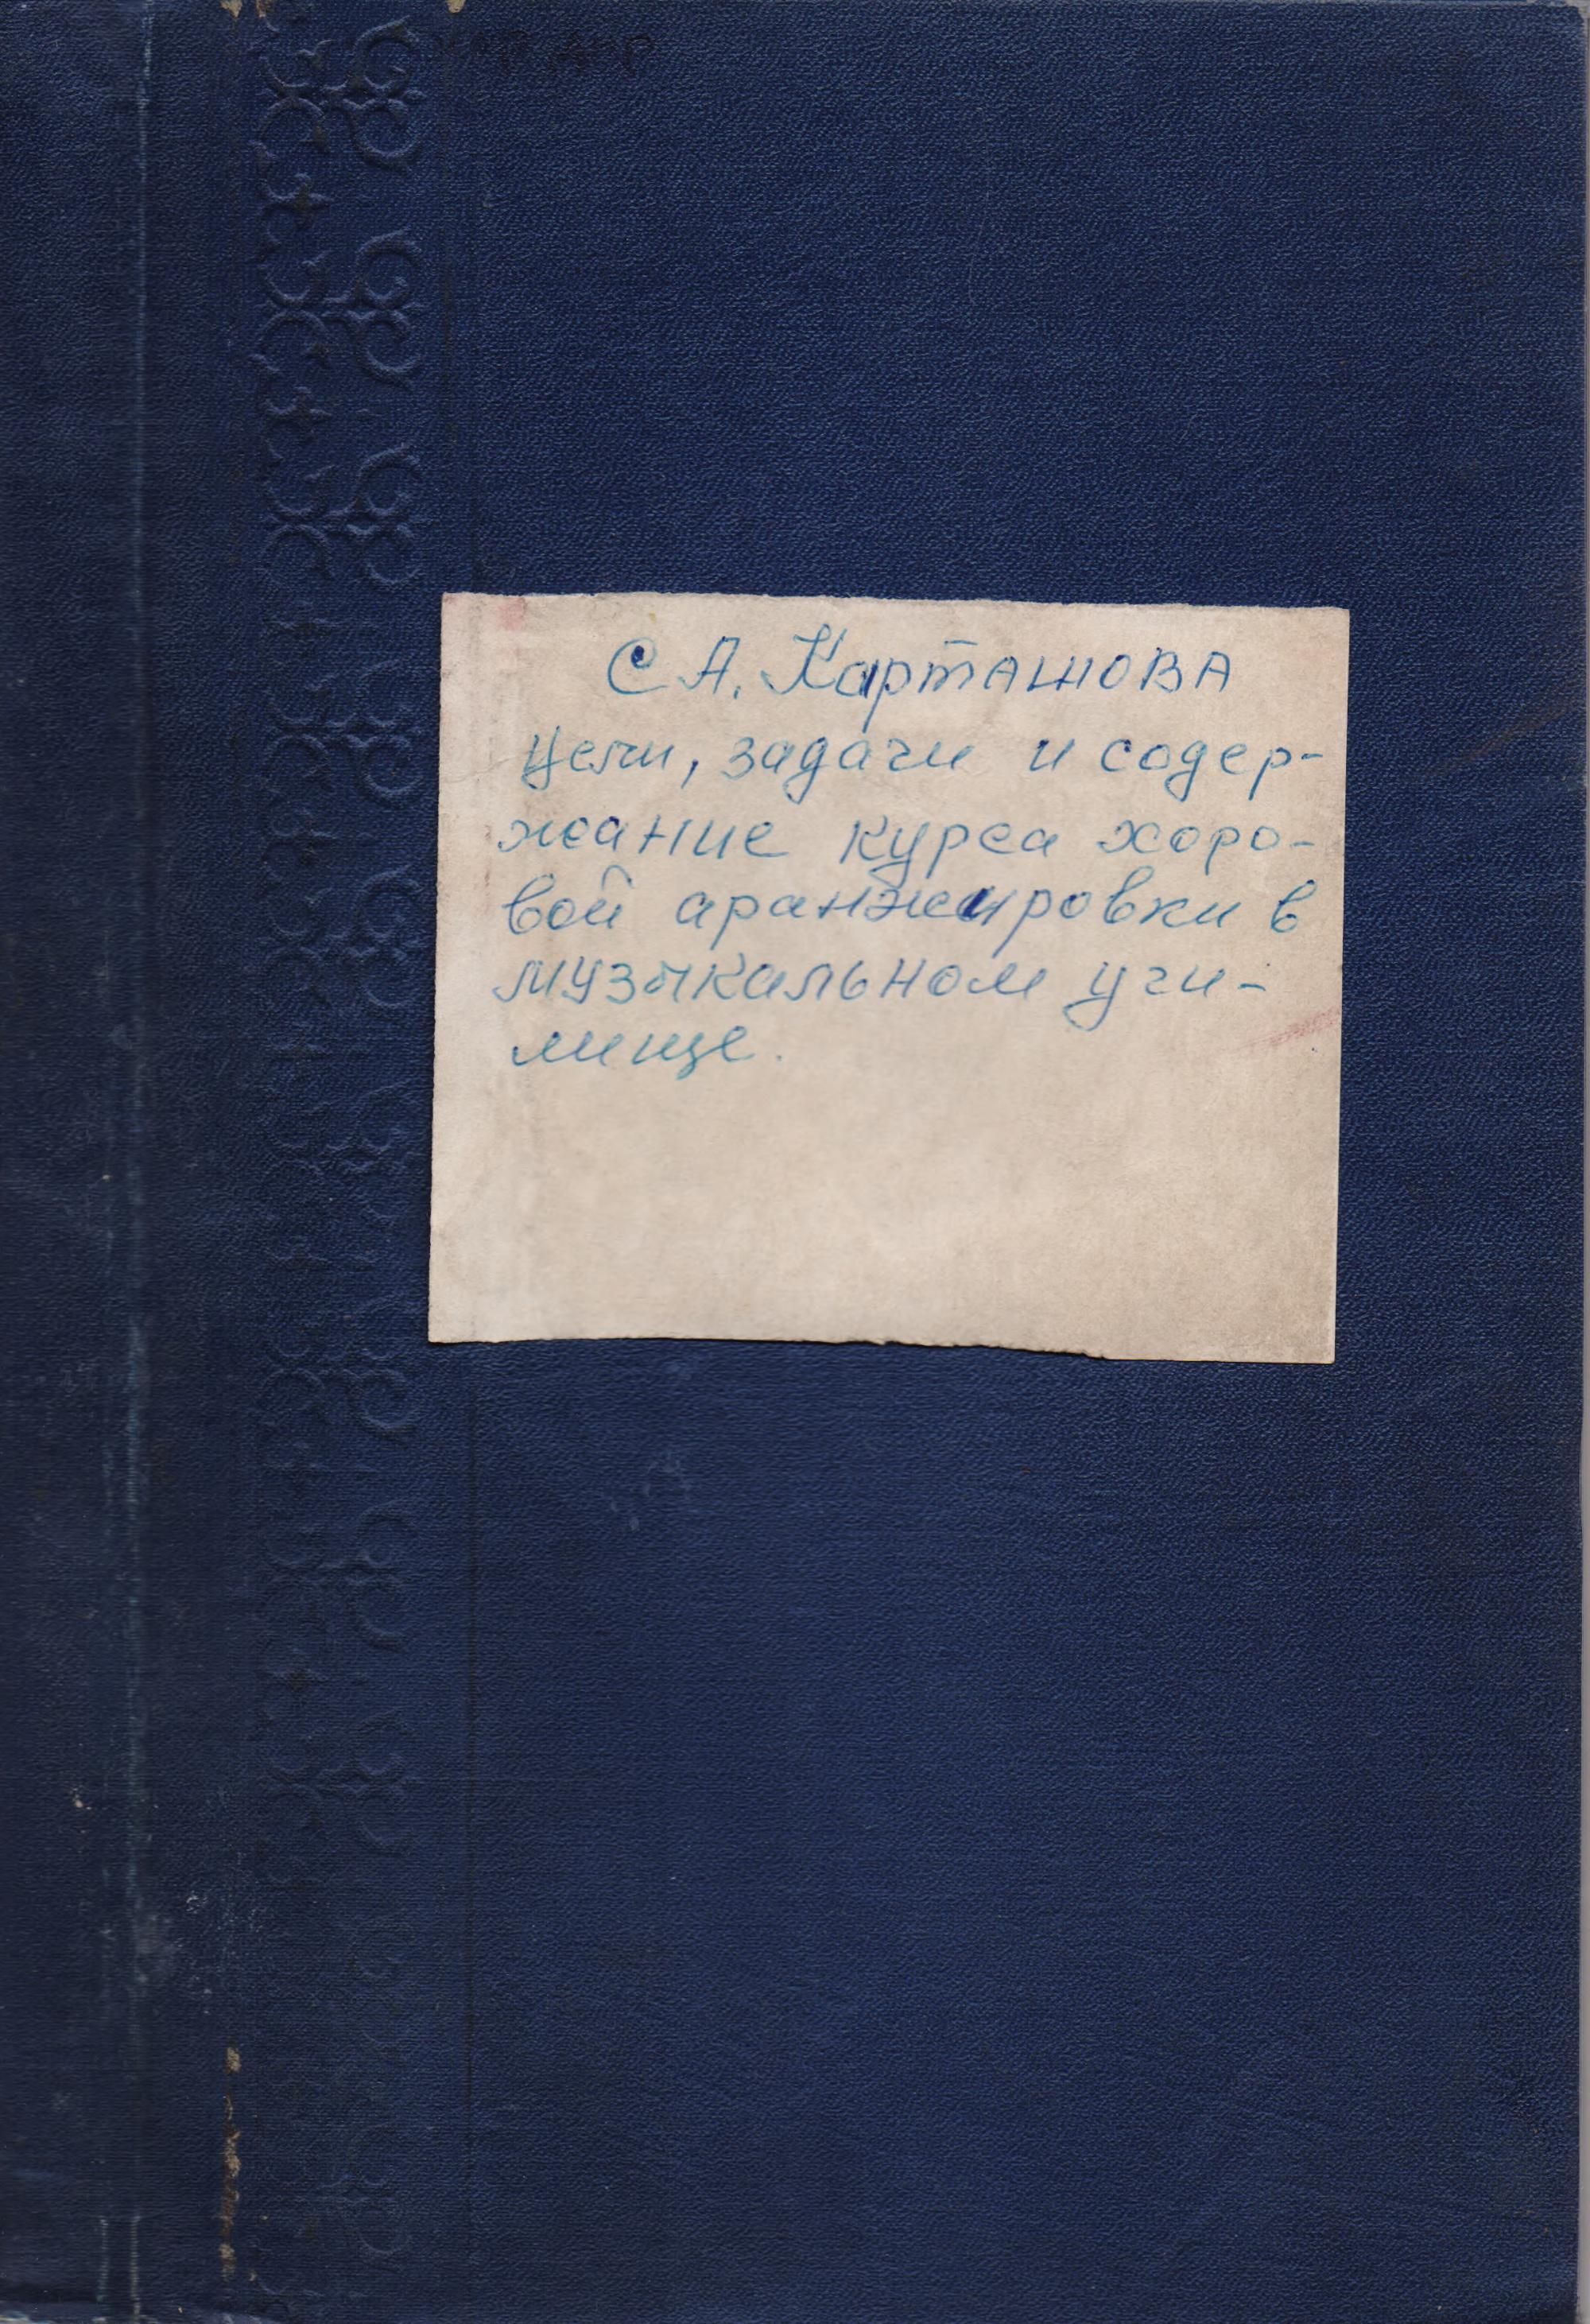 С А. Карташова
Цели, задачи и содер-
жание курса хоро-
вой аранжировки в
музыкальном учи-
лище.